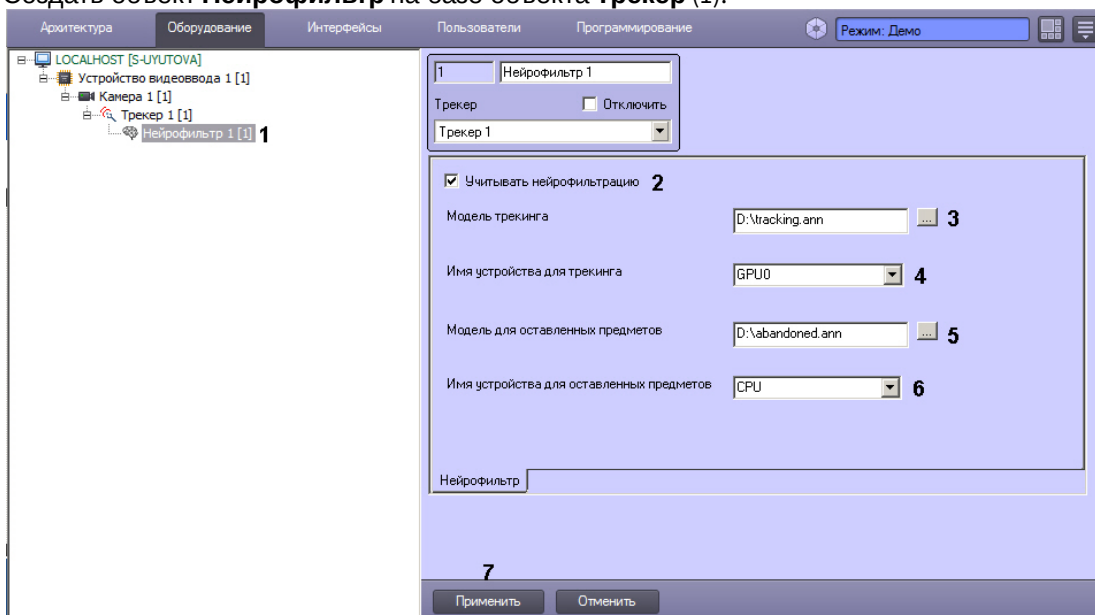 Создать объект Нейрофильтр на базе объекта Трекер (1).
Архитектура Оборудование Интерфейсы Пользователи Программирование Режим: Демо
LOCALHOST [S-UYUTOVA]
Устройство видеоввода 1 [1]
Камера 1 [1]
Трекер 1 [1]
Нейрофильтр 1 [1] 1
1 Нейрофильтр 1
Трекер Отключить
Трекер 1
Учитывать нейрофильтрацию 2
Модель трекинга D:\tracking.ann ... 3
Имя устройства для трекинга GPU0 4
Модель для оставленных предметов D:\abandoned.ann ... 5
Имя устройства для оставленных предметов CPU 6
Нейрофильтр
7
Применить Отменить